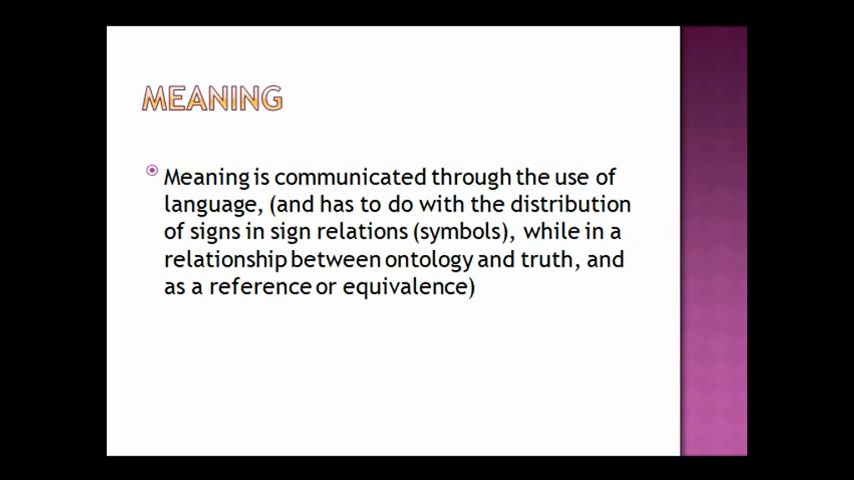 MEANING
Meaning is communicated through the use of
language, (and has to do with the distribution
of signs in sign relations (symbols), while in a
relationship between ontology and truth, and
as a reference or equivalence)